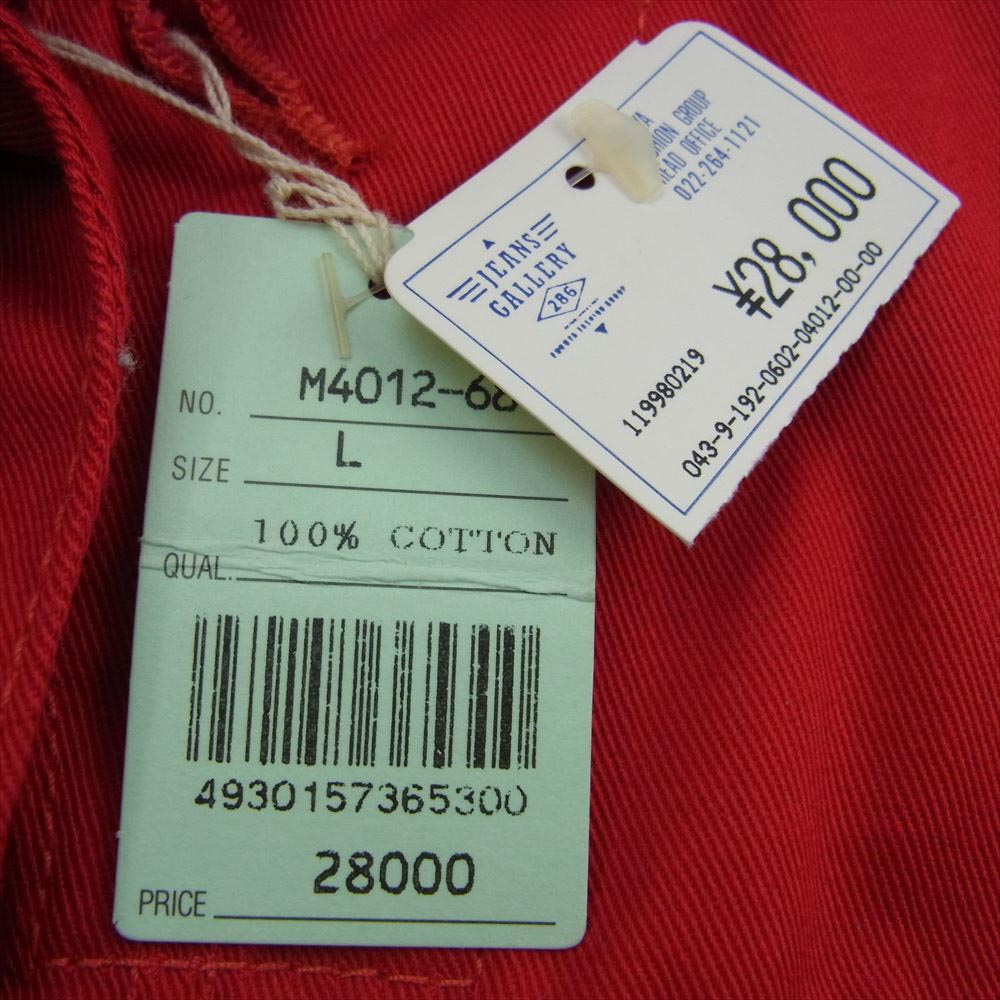 NO. M4012-68
SIZE L
100% COTTON
QUAL.
4930157365300
28000
PRICE
HEAD OFFICE
022-264-1121
JEANS
GALLERY
286
¥28,000
119980219
043-9-192-0602-04012-00-00